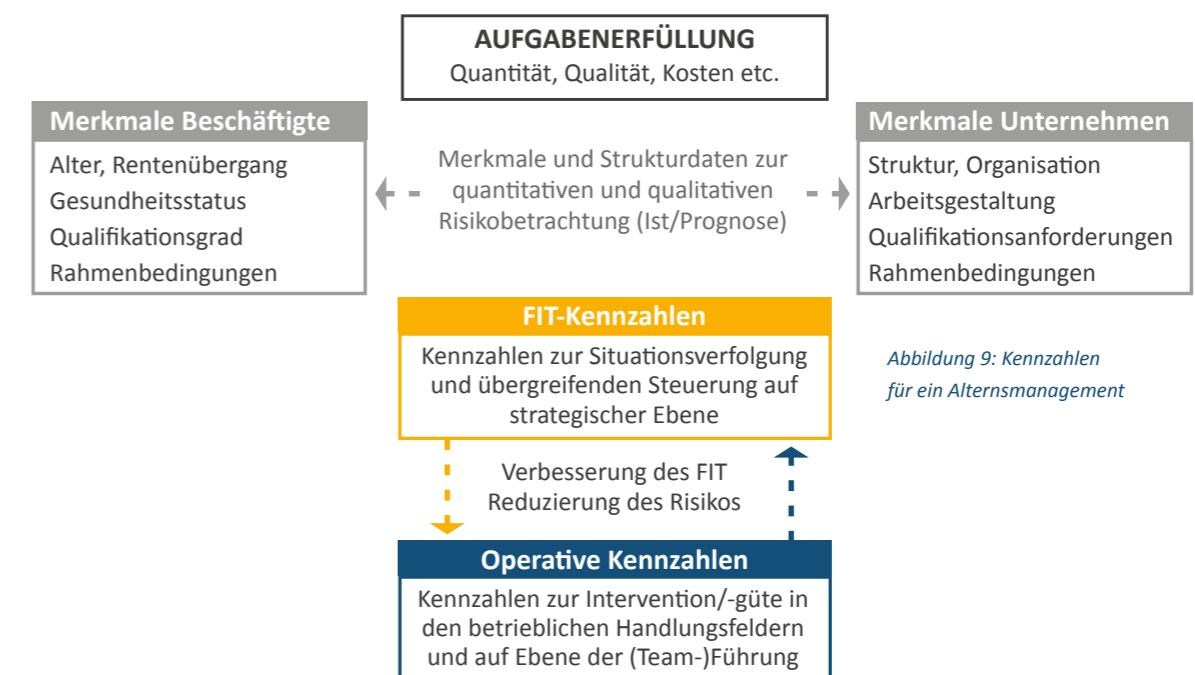 AUFGABENERFÜLLUNG
Quantität, Qualität, Kosten etc.
Merkmale Beschäftigte
Alter, Rentenübergang
Gesundheitsstatus
Qualifikationsgrad
Rahmenbedingungen
Merkmale und Strukturdaten zur
quantitativen und qualitativen
Risikobetrachtung (Ist/Prognose)
Merkmale Unternehmen
Struktur, Organisation
Arbeitsgestaltung
Qualifikationsanforderungen
Rahmenbedingungen
FIT-Kennzahlen
Kennzahlen zur Situationsverfolgung
und übergreifenden Steuerung auf
strategischer Ebene
Abbildung 9: Kennzahlen
für ein Alternsmanagement
Verbesserung des FIT
Reduzierung des Risikos
Operative Kennzahlen
Kennzahlen zur Intervention/-güte in
den betrieblichen Handlungsfeldern
und auf Ebene der (Team-)Führung